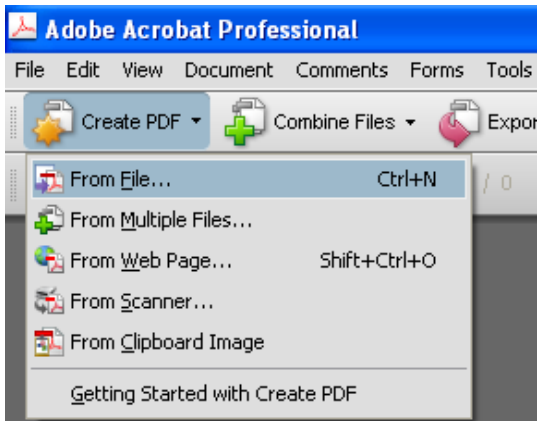 Adobe Acrobat Professional
File Edit View Document Comments Forms Tools
Create PDF Combine Files
From File... Ctrl+N / 0
From Multiple Files...
From Web Page... Shift+Ctrl+O
From Scanner...
From Clipboard Image
Getting Started with Create PDF